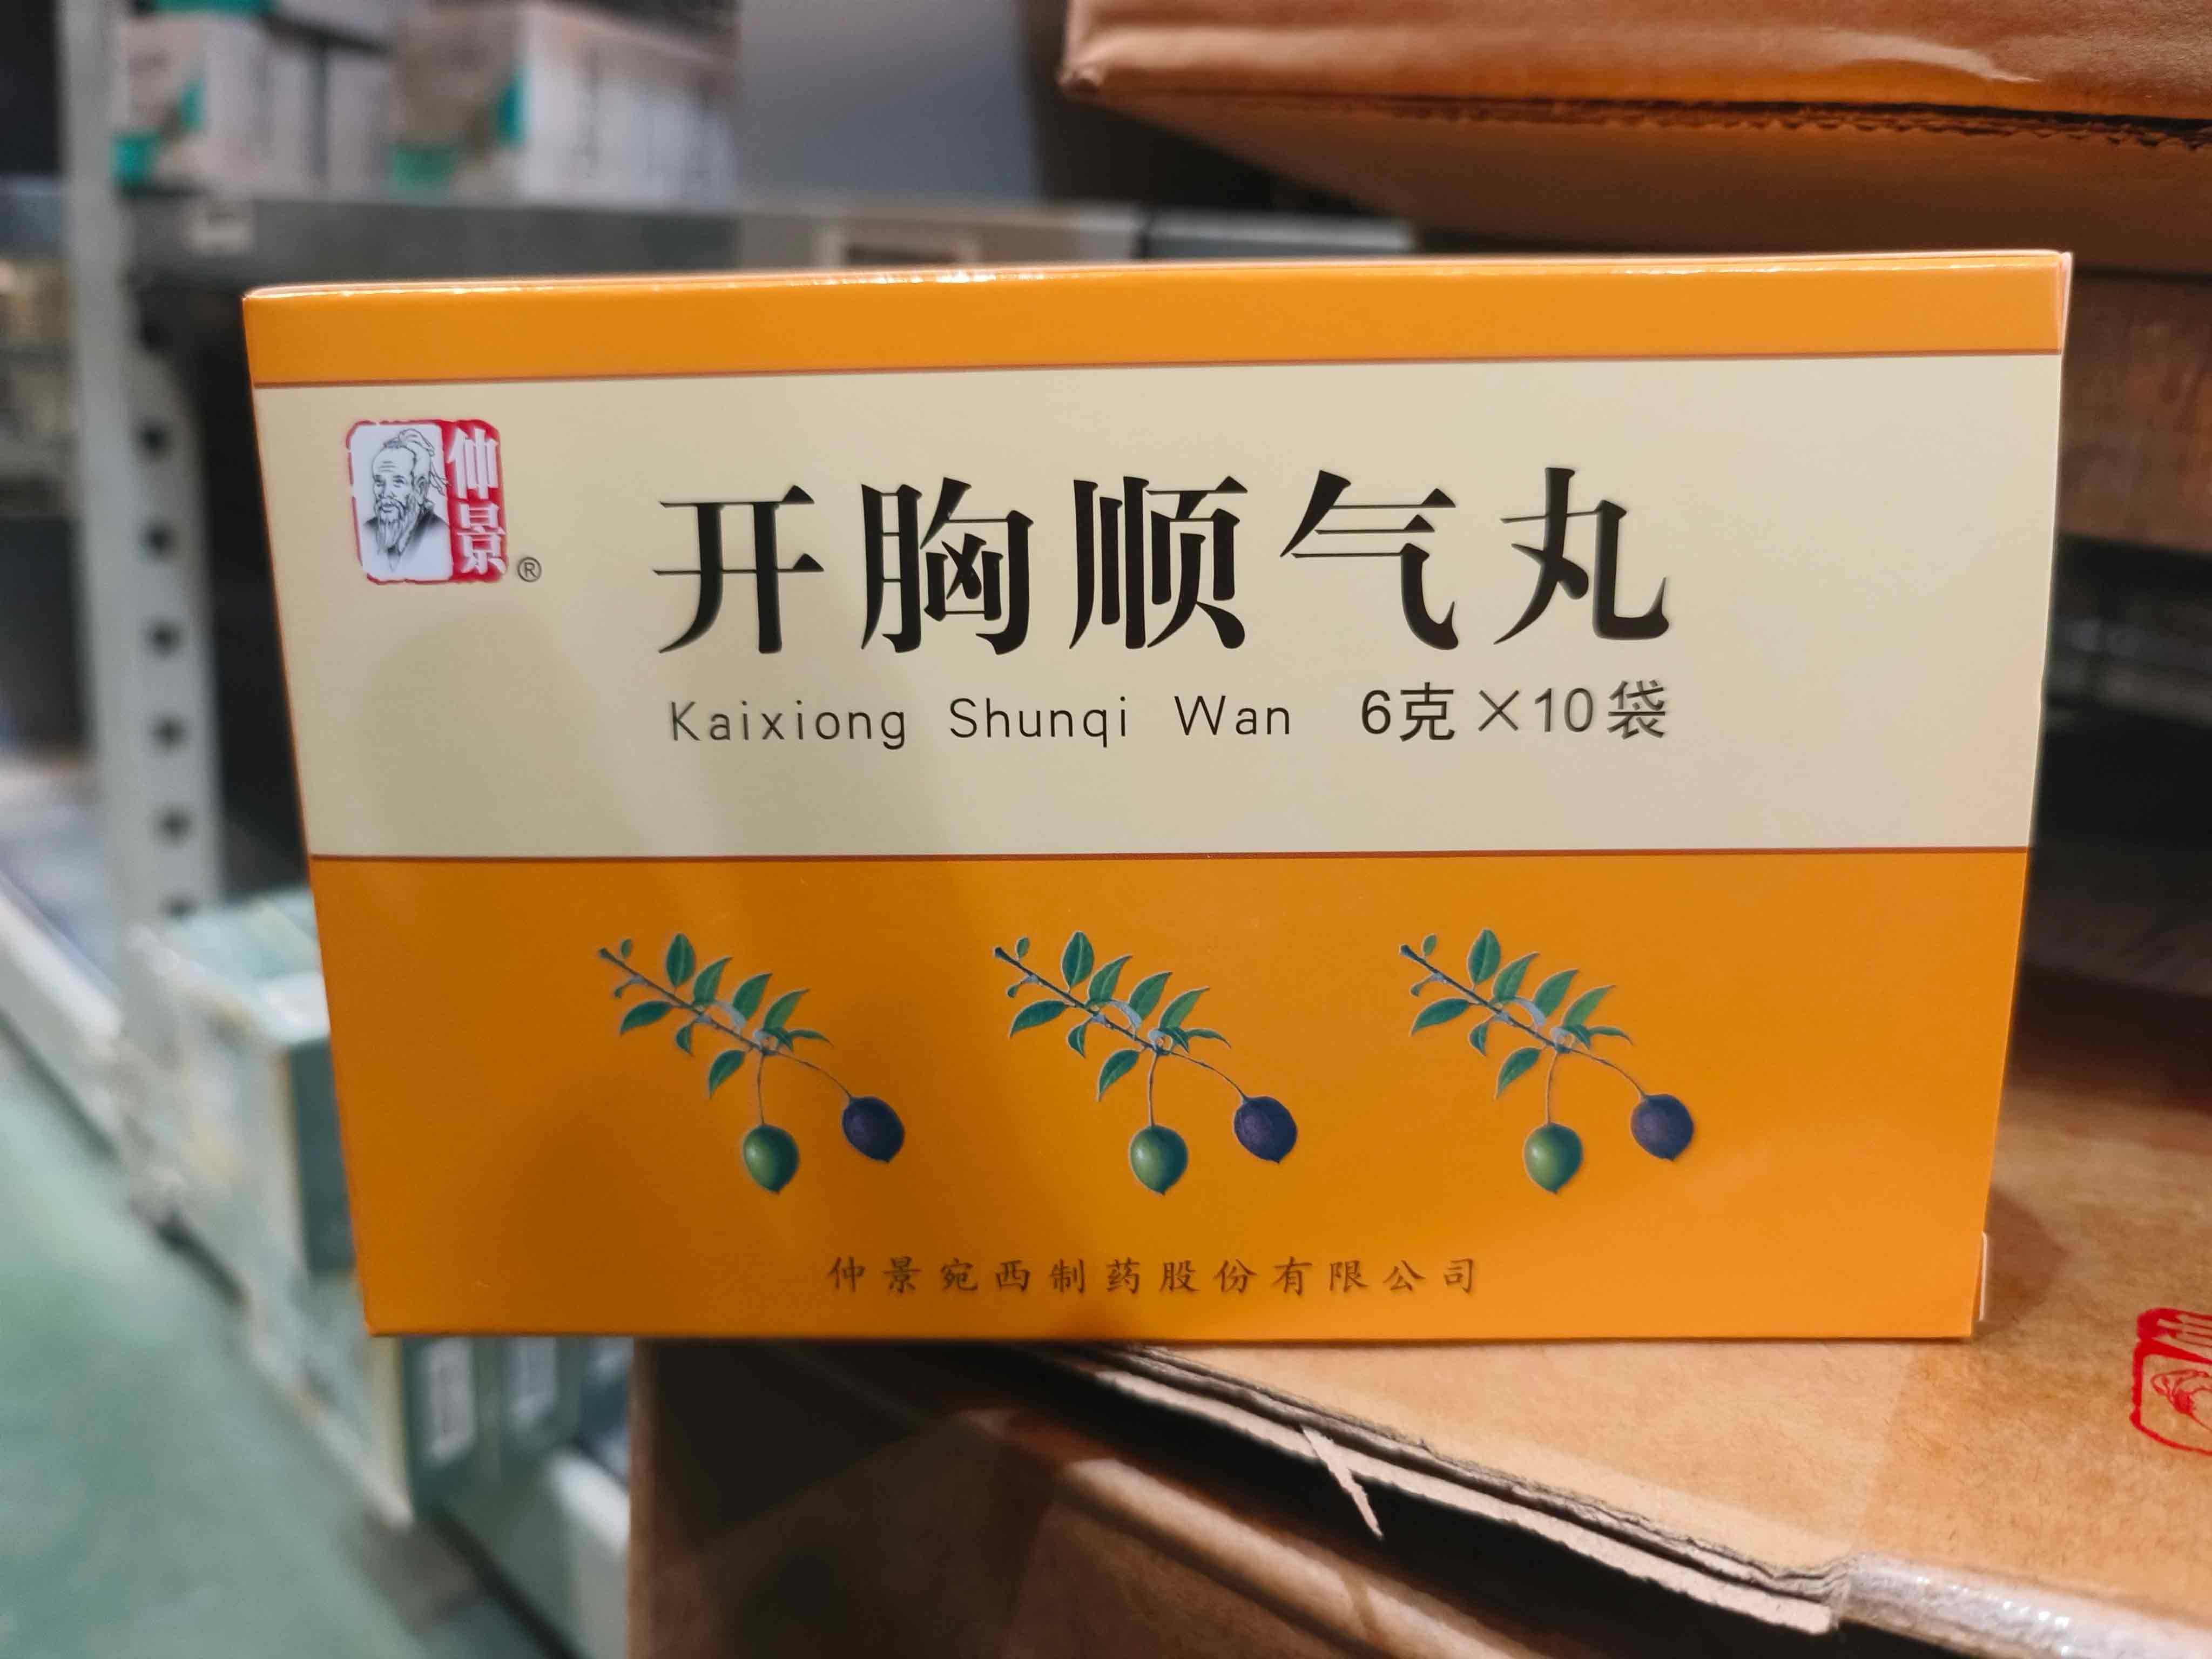 仲景
®
开胸顺气丸
Kaixiong Shunqi Wan 6克×10袋
仲景宛西制药股份有限公司